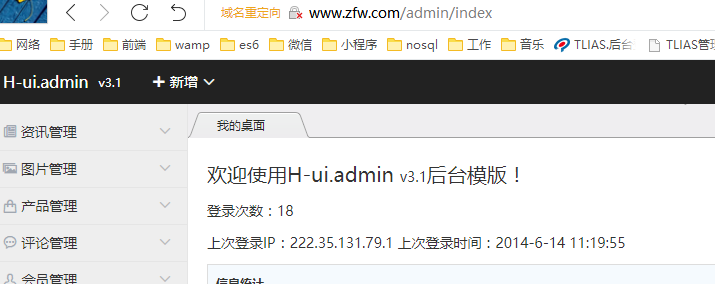 域名重定向 www.zfw.com/admin/index
网络 手册 前端 wamp es6 微信 小程序 nosql 工作 音乐 TLIAS.后台 TLIAS管
H-ui.admin v3.1 新增
我的桌面
资讯管理
图片管理
产品管理
评论管理
会员管理
欢迎使用H-ui.admin v3.1后台模版！
登录次数：18
上次登录IP：222.35.131.79.1 上次登录时间：2014-6-14 11:19:55
信息统计